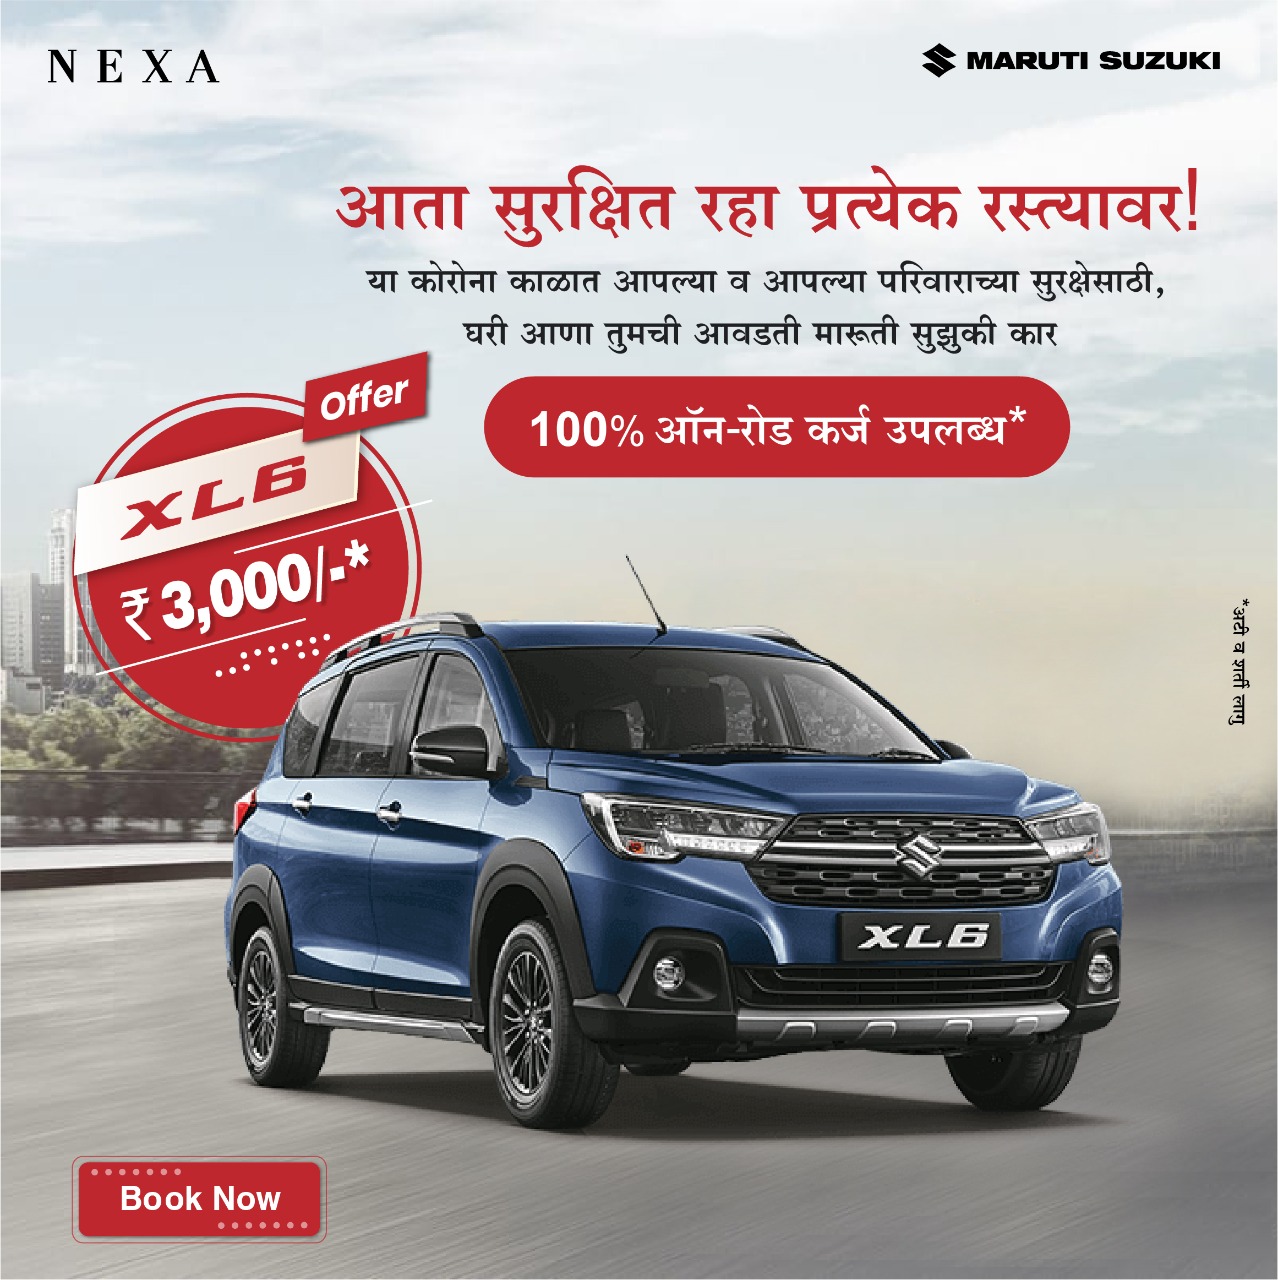 NEXA
MARUTI SUZUKI
आता सुरक्षित रहा प्रत्येक रस्त्यावर!
या कोरोना काळात आपल्या व आपल्या परिवाराच्या सुरक्षेसाठी,
घरी आणा तुमची आवडती मारूती सुझुकी कार
100% ऑन-रोड कर्ज उपलब्ध*
Offer
XL6
₹ 3,000/-*
*अटी व शर्ती लागु
XL6
Book Now